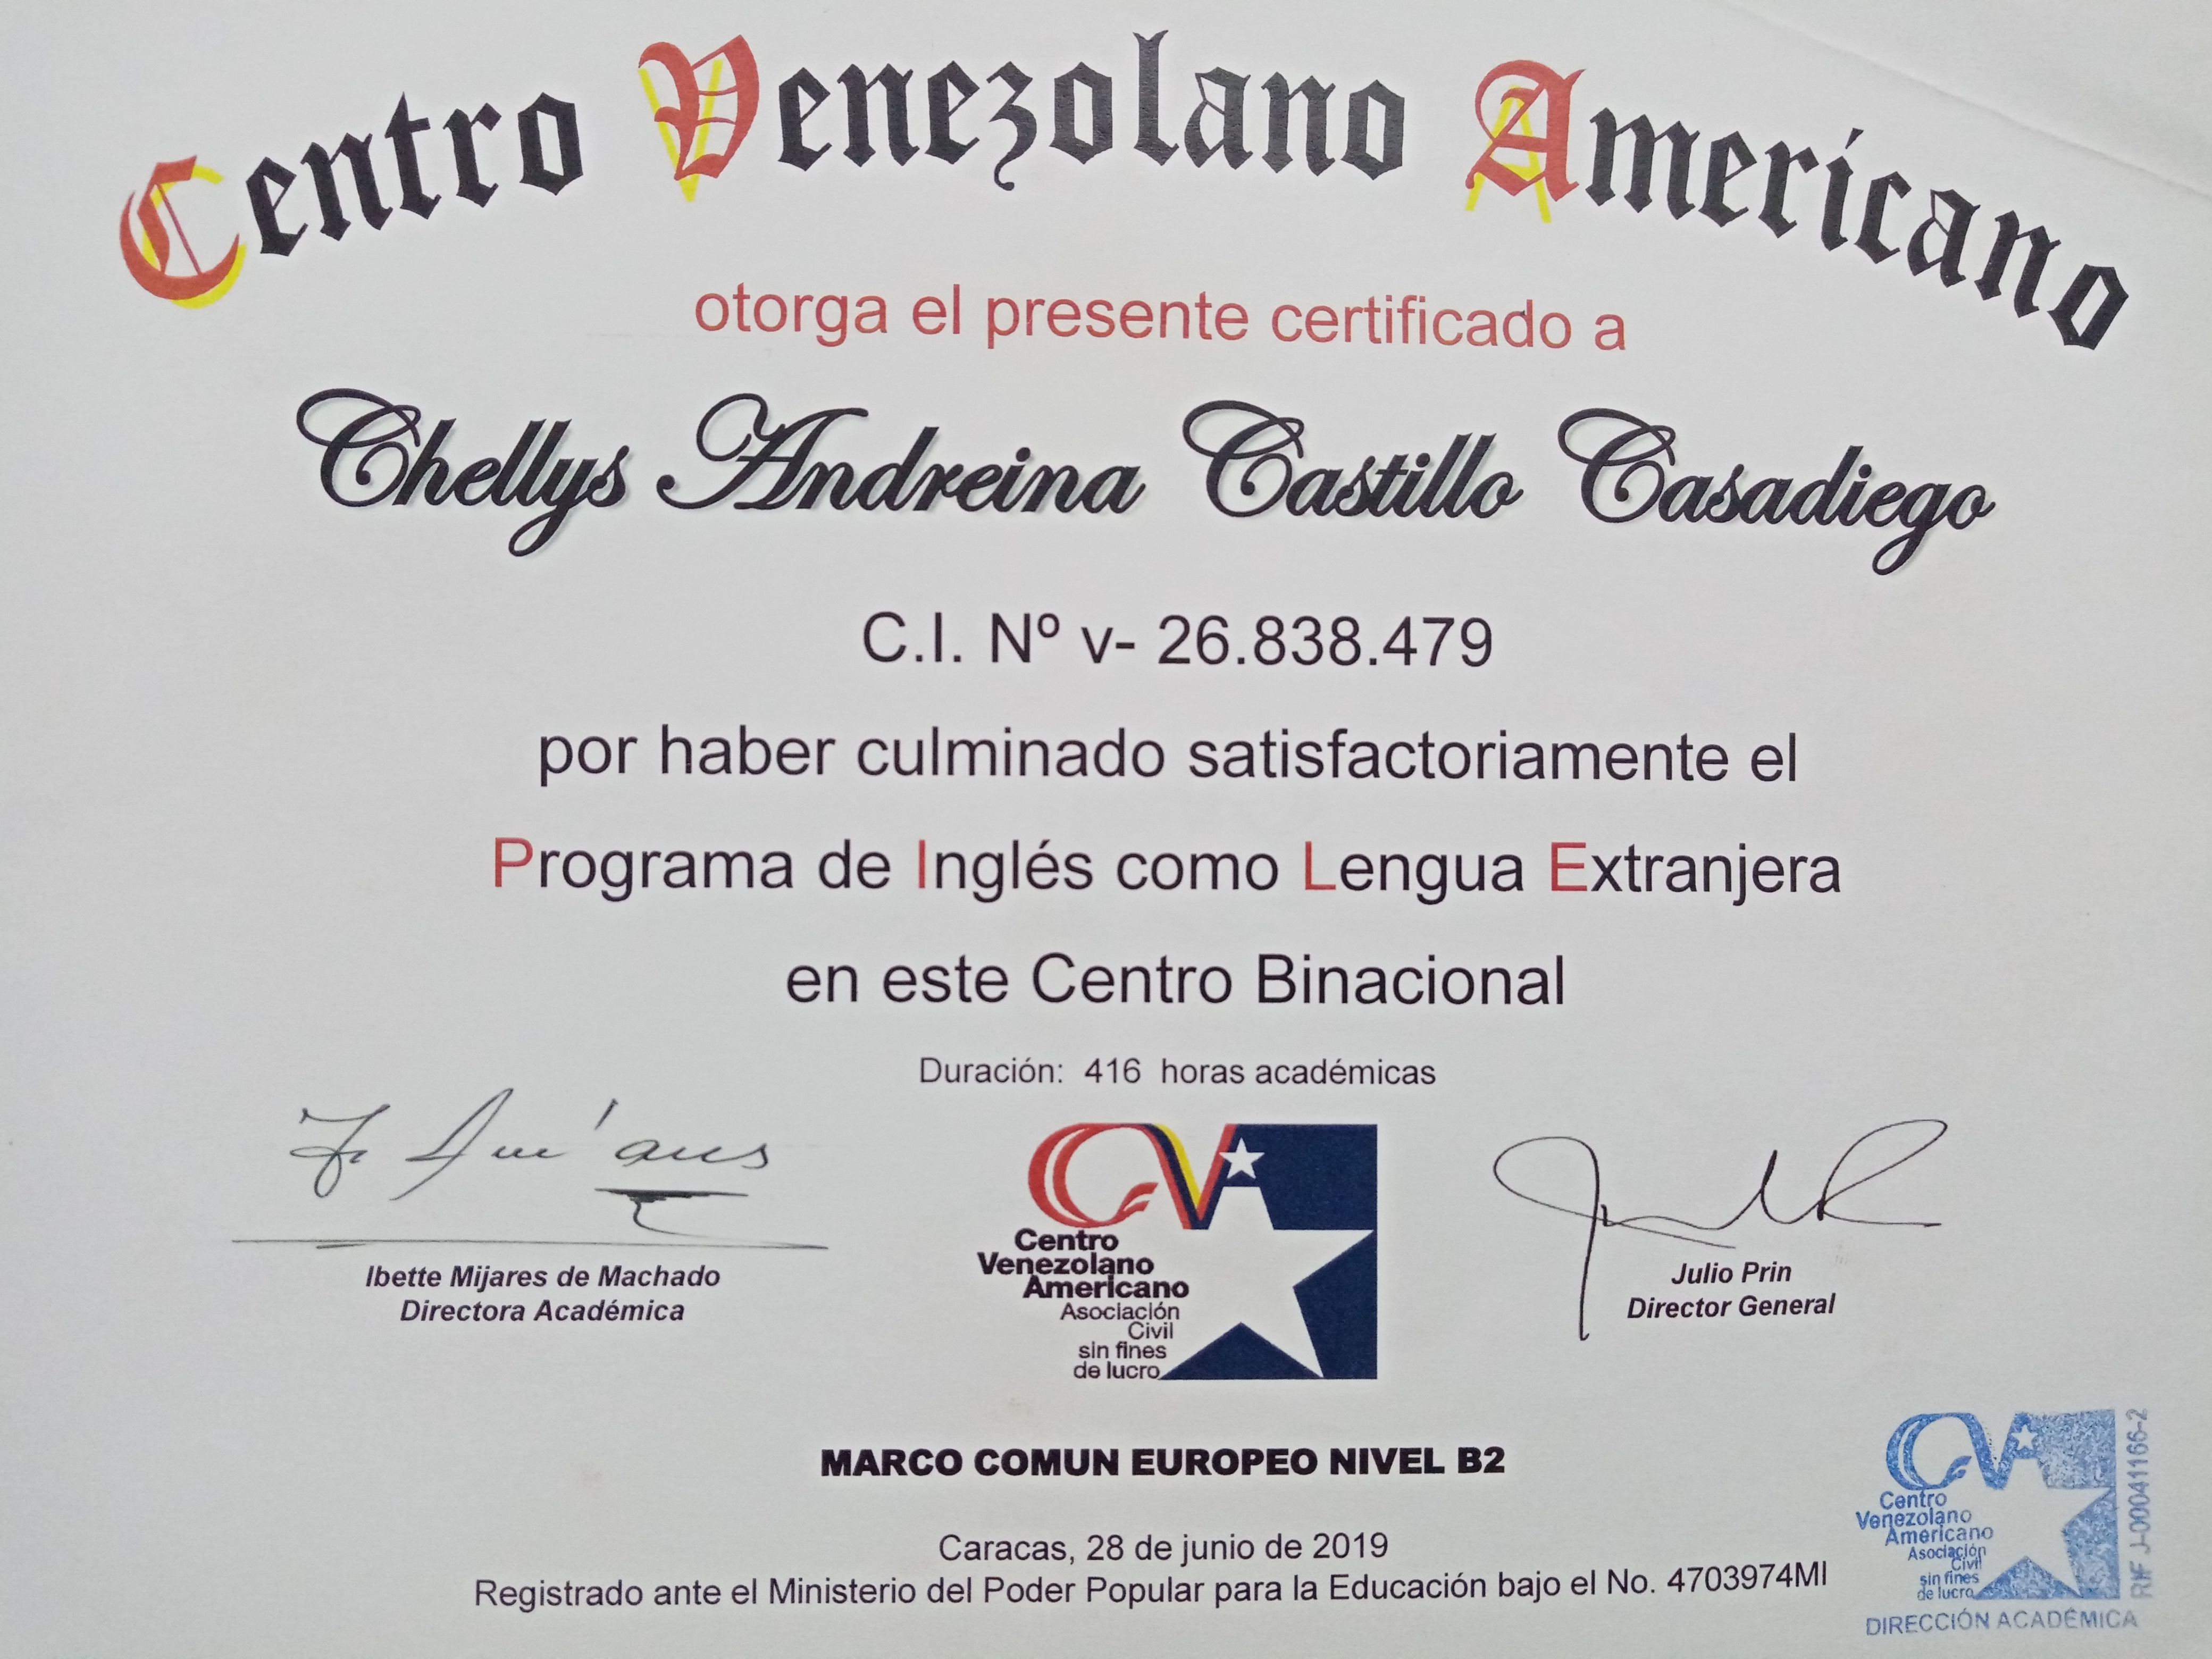 Centro Venezolano Americano
otorga el presente certificado a
Chellys Andreina Castillo Casadiego
C.I. Nº v- 26.838.479
por haber culminado satisfactoriamente el
Programa de Inglés como Lengua Extranjera
en este Centro Binacional
Duración: 416 horas académicas
Ibette Mijares de Machado
Directora Académica
CVA
Centro
Venezolano
Americano
Asociación
Civil
sin fines
de lucro
Julio Prin
Director General
MARCO COMUN EUROPEO NIVEL B2
Caracas, 28 de junio de 2019
Registrado ante el Ministerio del Poder Popular para la Educación bajo el No. 4703974MI
CVA
Centro
Venezolano
Americano
Asociación
Civil
sin fines
de lucro
RIF J-00041166-2
DIRECCIÓN ACADÉMICA